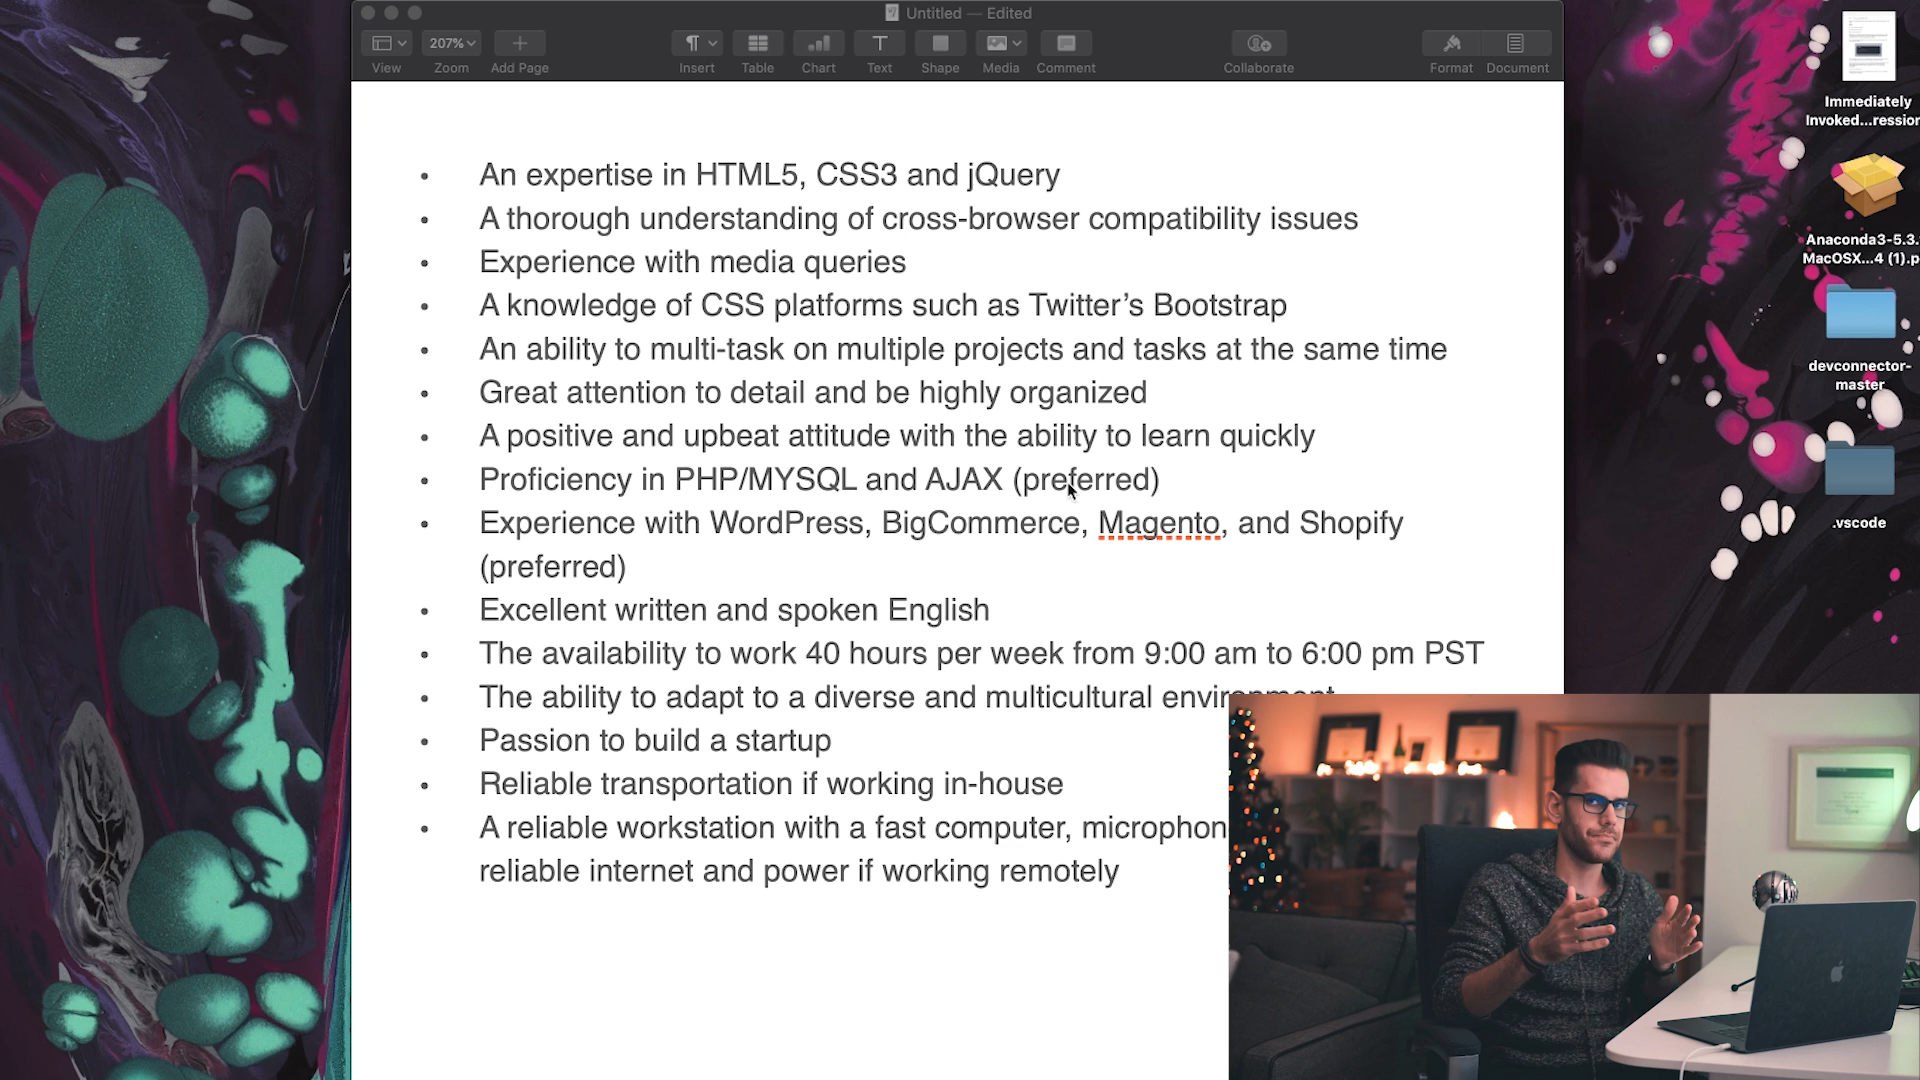 Untitled — Edited
207%
View
Zoom
Add Page
Insert
Table
Chart
Text
Shape
Media
Comment
Collaborate
Format
Document
• An expertise in HTML5, CSS3 and jQuery
• A thorough understanding of cross-browser compatibility issues
• Experience with media queries
• A knowledge of CSS platforms such as Twitter’s Bootstrap
• An ability to multi-task on multiple projects and tasks at the same time
• Great attention to detail and be highly organized
• A positive and upbeat attitude with the ability to learn quickly
• Proficiency in PHP/MYSQL and AJAX (preferred)
• Experience with WordPress, BigCommerce, Magento, and Shopify
(preferred)
• Excellent written and spoken English
• The availability to work 40 hours per week from 9:00 am to 6:00 pm PST
• The ability to adapt to a diverse and multicultural environment
• Passion to build a startup
• Reliable transportation if working in-house
• A reliable workstation with a fast computer, microphon
reliable internet and power if working remotely
Immediately
Invoked...ression
Anaconda3-5.3.
MacOSX...4 (1).p
devconnector-
master
.vscode